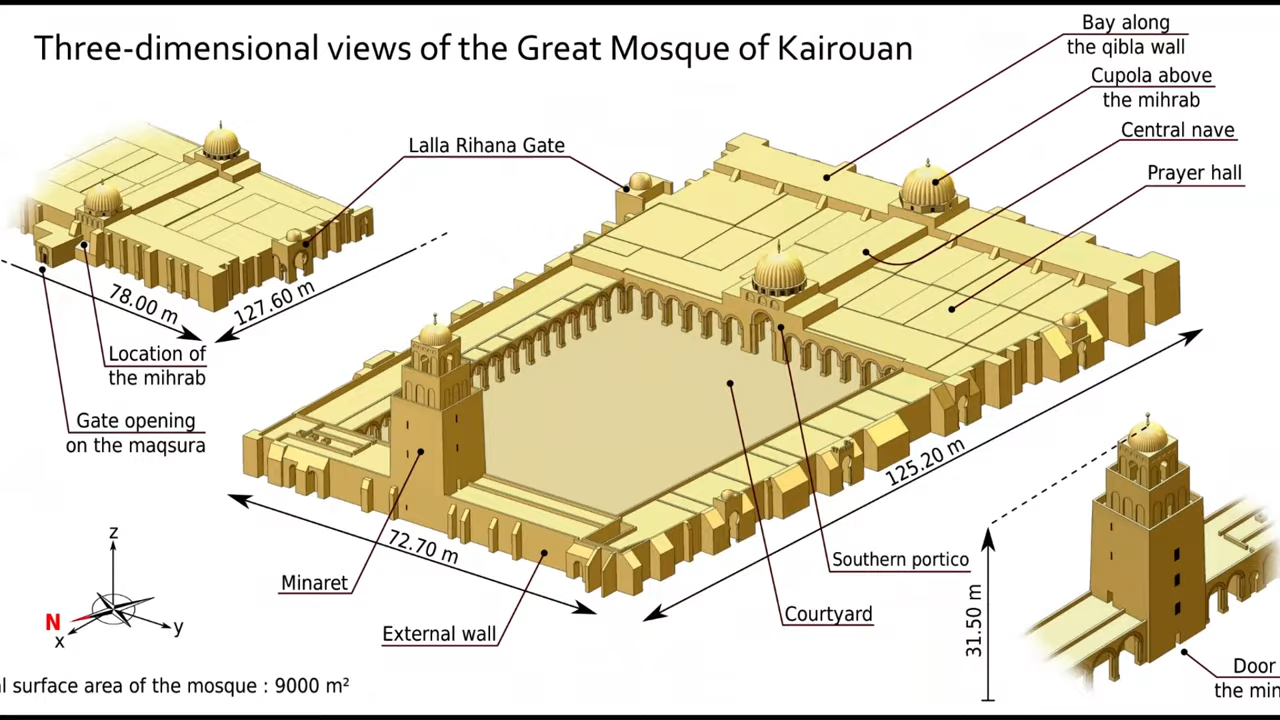 Three-dimensional views of the Great Mosque of Kairouan
Bay along
the qibla wall
Cupola above
the mihrab
Central nave
Prayer hall
Lalla Rihana Gate
78.00 m
127.60 m
Location of
the mihrab
Gate opening
on the maqsura
125.20 m
72.70 m
Minaret
External wall
Southern portico
Courtyard
31.50 m
Door
the
z
N
x
y
surface area of the mosque : 9000 m²